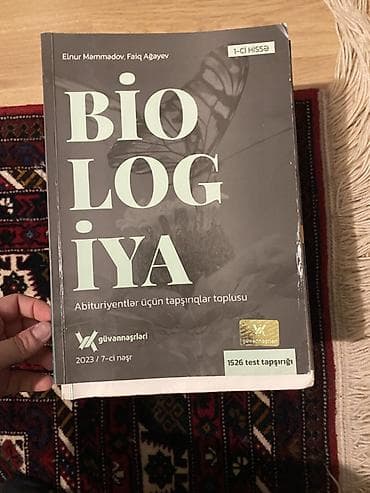 Elnur Məmmədov, Faiq Ağayev
1-Cİ HİSSƏ
BİO
LOG
İYA
Abituriyentlər üçün tapşırıqlar toplusu
güvənnəşrləri
2023 / 7-ci nəşr
güvənnəşrləri
1526 test tapşırığı